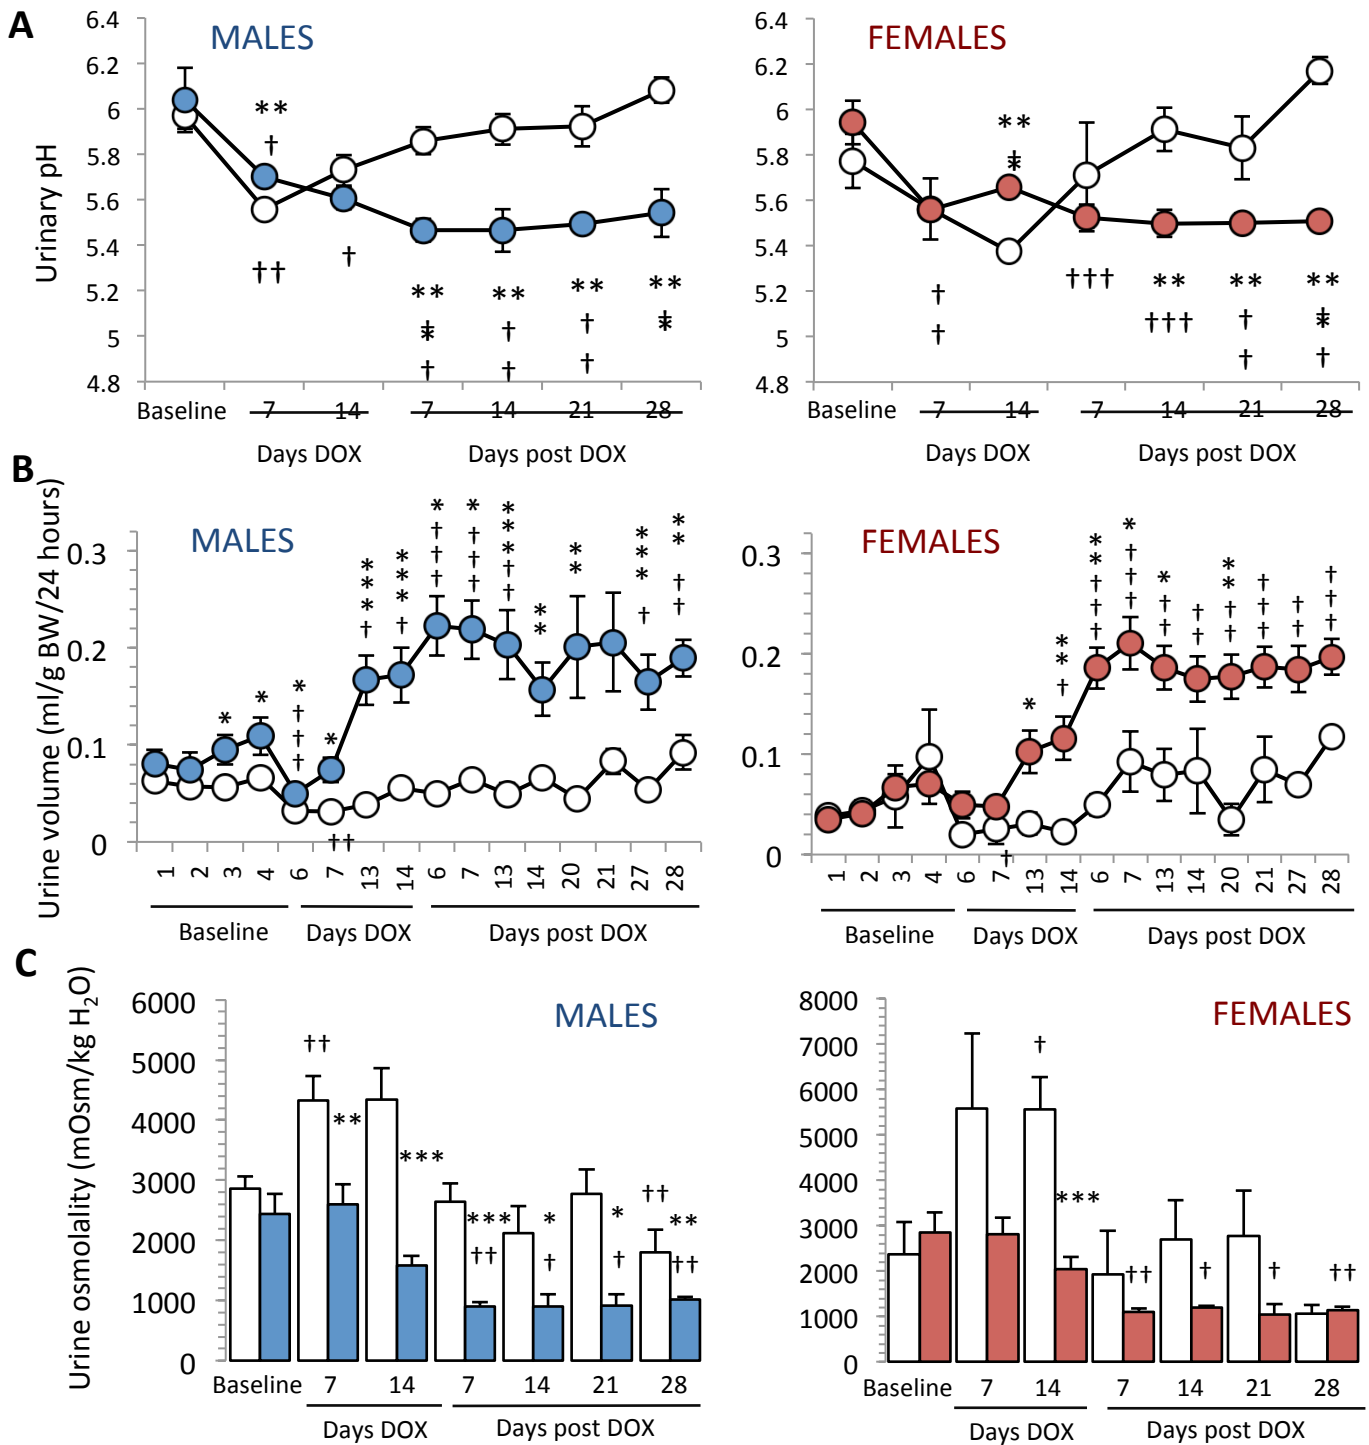 A
MALES
FEMALES
Urinary pH
6.4
6.2
6
5.8
5.6
5.4
5.2
5
4.8
** †
††
†
** ‡* †
** † †
** † †
** ‡*
Baseline 7 14 7 14 21 28
Days DOX Days post DOX
6.4
6.2
6
5.8
5.6
5.4
5.2
5
4.8
† †
** ‡*
†††
** †††
** † †
** ‡* †
Baseline 7 14 7 14 21 28
Days DOX Days post DOX
B
MALES
FEMALES
Urine volume (ml/g BW/24 hours)
0.3
0.2
0.1
0
* * *††† * ††
***† ***† *††† *††† ***†† ** ** ***† **††
1 2 3 4 6 7 13 14 6 7 13 14 20 21 27 28
Baseline Days DOX Days post DOX
0.3
0.2
0.1
0
† * **† **††† *††† *†† †† **†† ††† †† †††
1 2 3 4 6 7 13 14 6 7 13 14 20 21 27 28
Baseline Days DOX Days post DOX
C
MALES
FEMALES
Urine osmolality (mOsm/kg H₂O)
6000
5000
4000
3000
2000
1000
0
†† ** *** ***†† *† *† †† **††
Baseline 7 14 7 14 21 28
Days DOX Days post DOX
8000
7000
6000
5000
4000
3000
2000
1000
0
† *** †† † † ††
Baseline 7 14 7 14 21 28
Days DOX Days post DOX